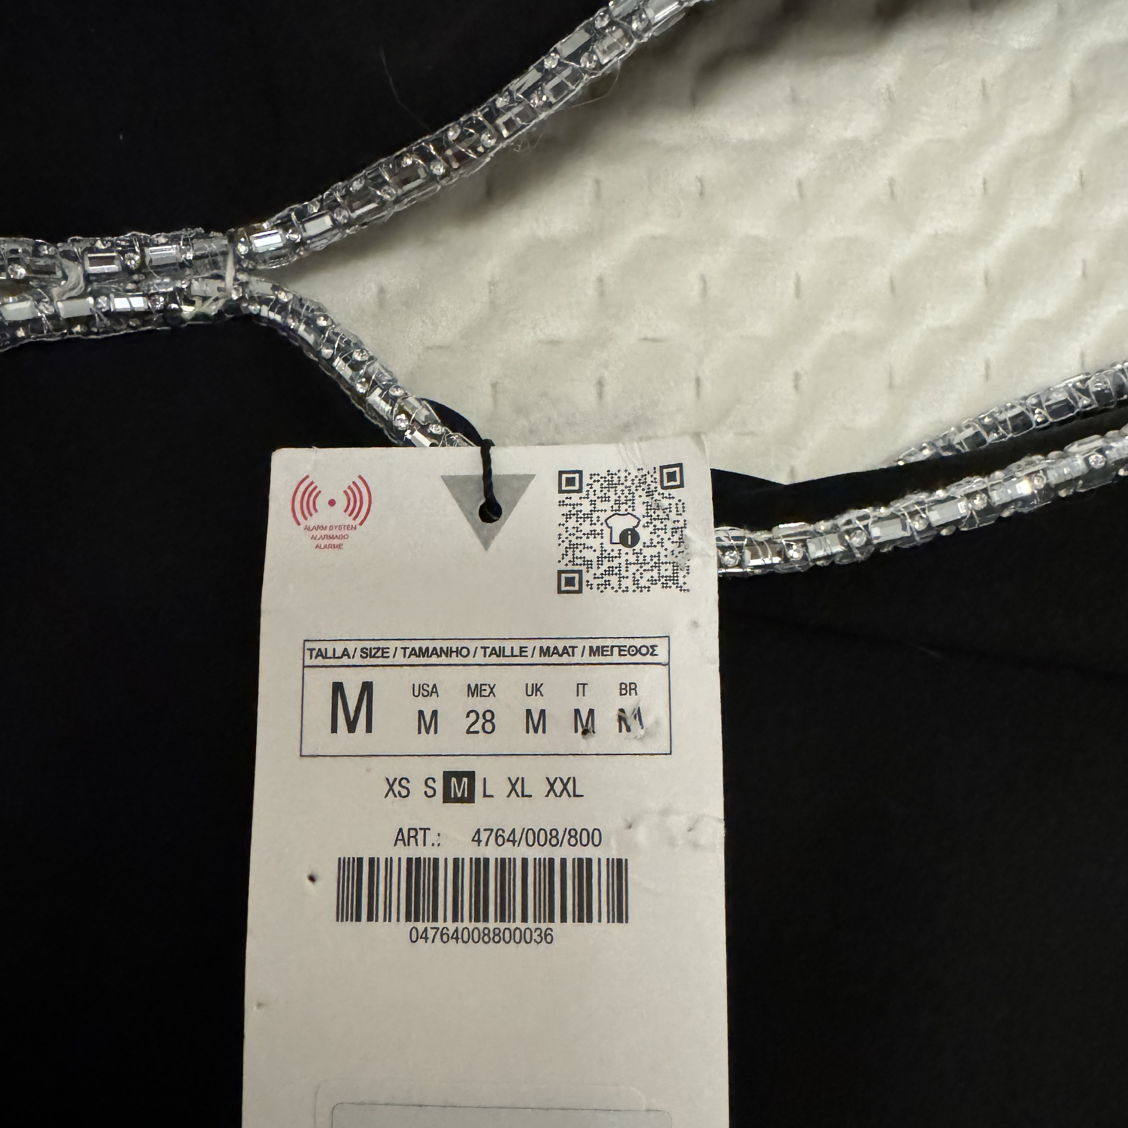 ALARM SYSTEM
ALARMADO
ALARME
TALLA / SIZE / TAMANHO / TAILLE / MAAT / ΜΕΓΕΘΟΣ
USA MEX UK IT BR
M M 28 M M M
XS S M L XL XXL
ART.: 4764/008/800
04764008800036